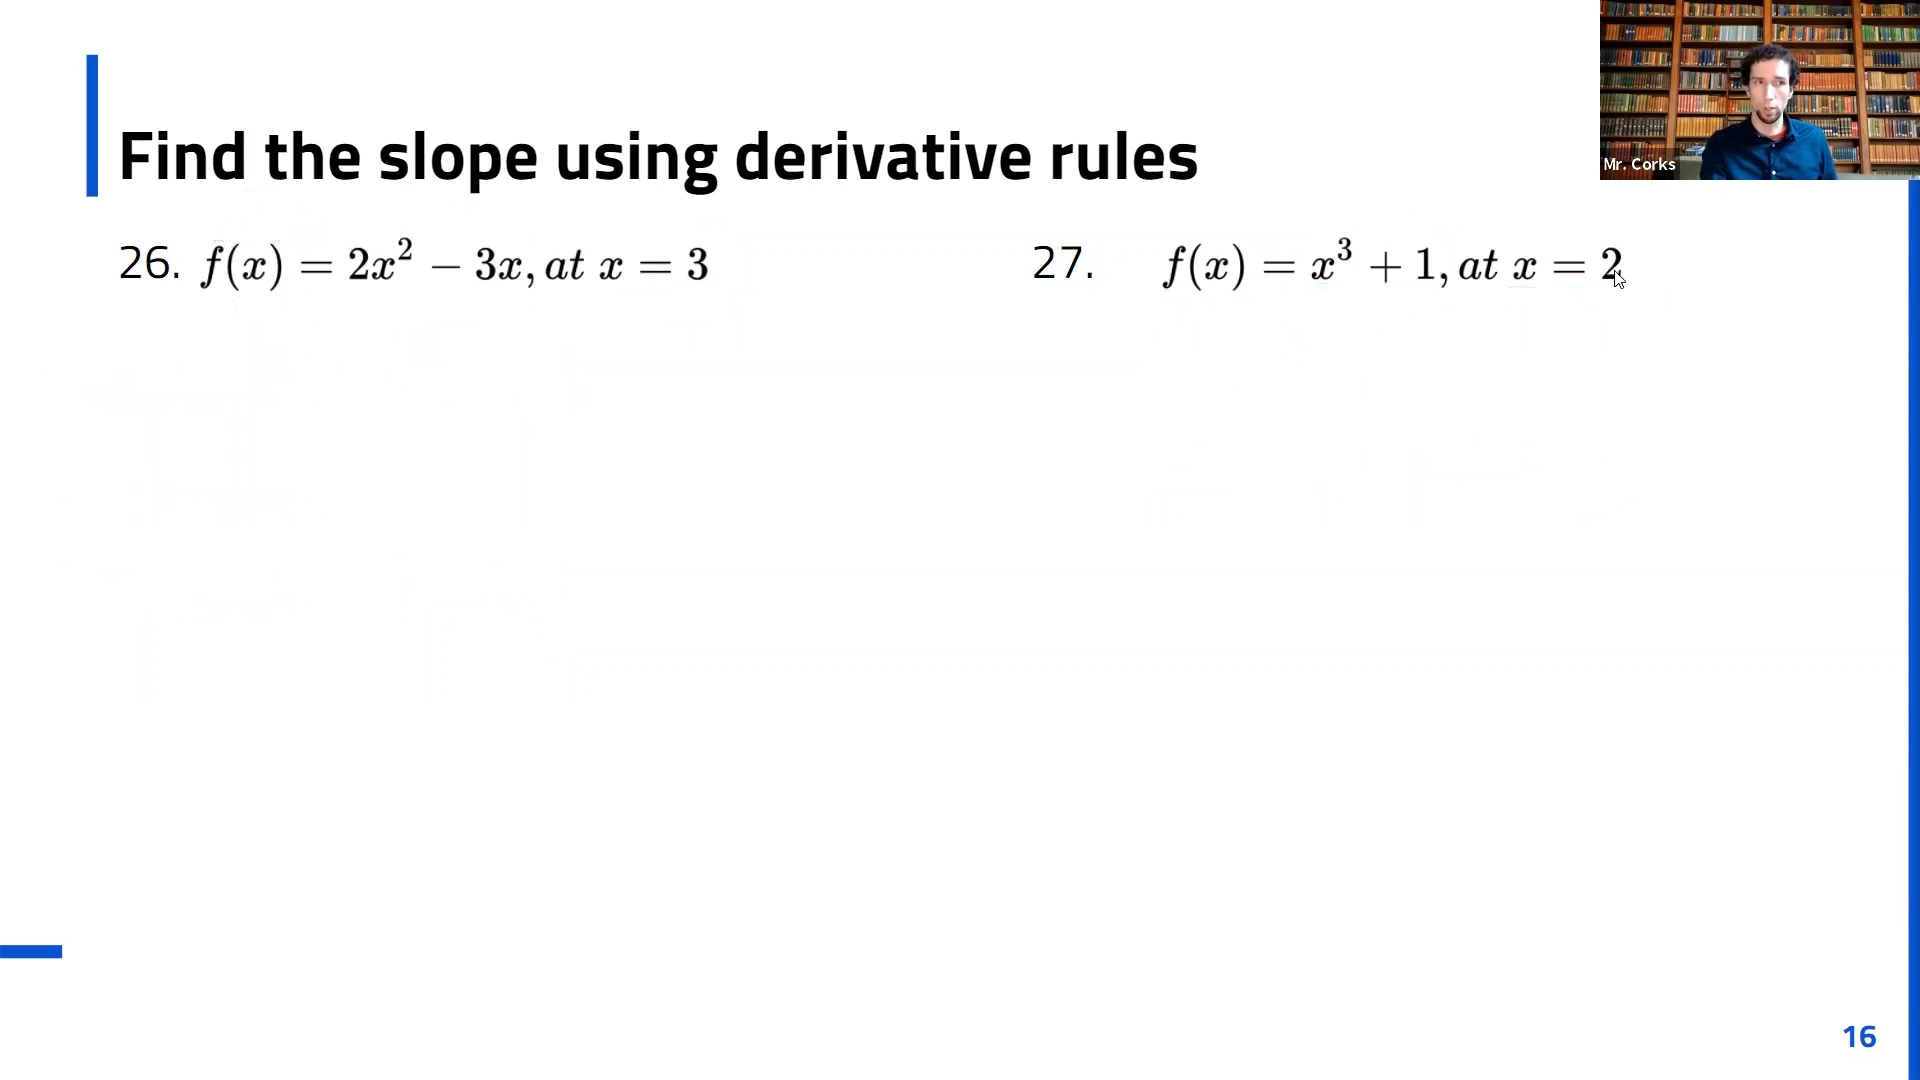 Find the slope using derivative rules
26. f(x) = 2x² − 3x, at x = 3
27. f(x) = x³ + 1, at x = 2
Mr. Corks
16